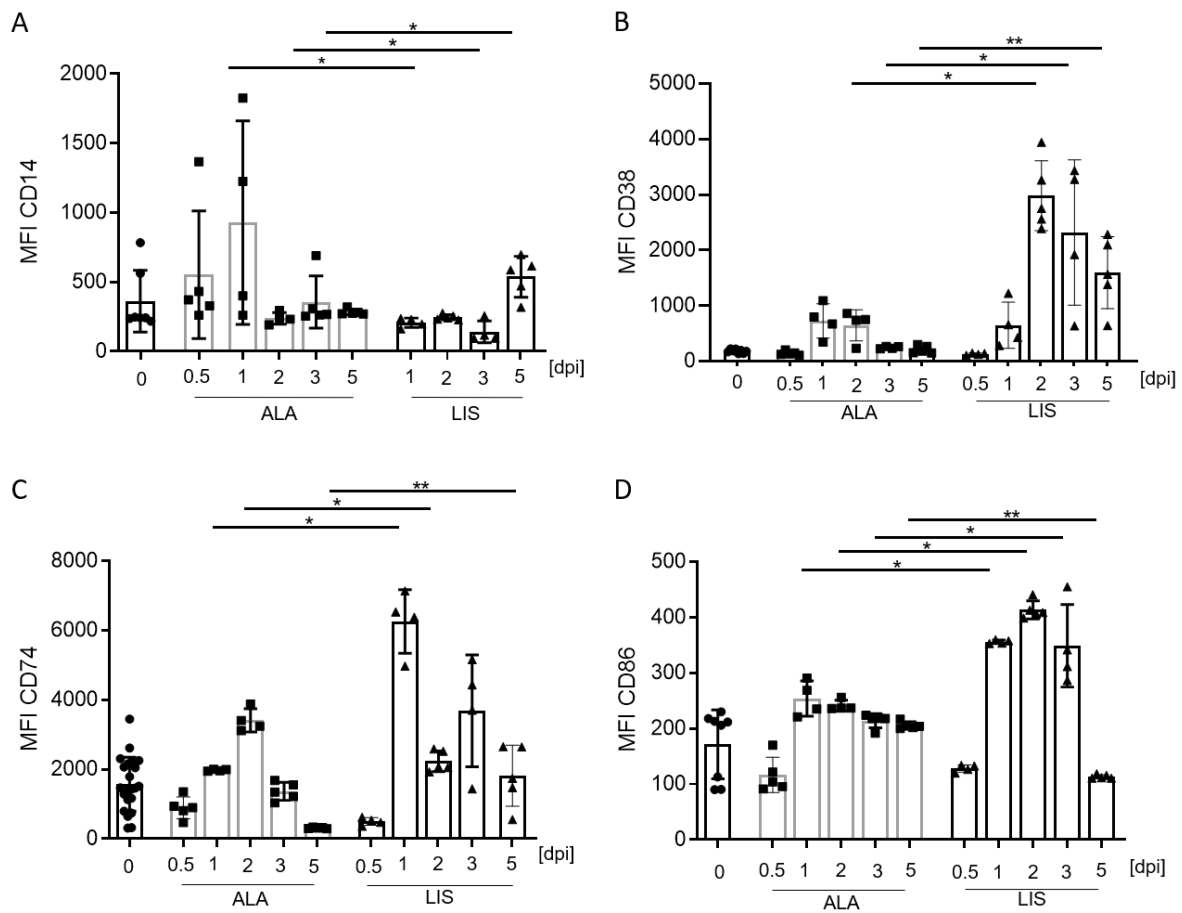 A
*
*
*
2000
1500
1000
500
0
MFI CD14
0 0.5 1 2 3 5 1 2 3 5 [dpi]
ALA LIS
B
**
*
*
5000
4000
3000
2000
1000
0
MFI CD38
0 0.5 1 2 3 5 0.5 1 2 3 5 [dpi]
ALA LIS
C
**
*
*
8000
6000
4000
2000
0
MFI CD74
0 0.5 1 2 3 5 0.5 1 2 3 5 [dpi]
ALA LIS
D
**
*
*
*
500
400
300
200
100
0
MFI CD86
0 0.5 1 2 3 5 0.5 1 2 3 5 [dpi]
ALA LIS